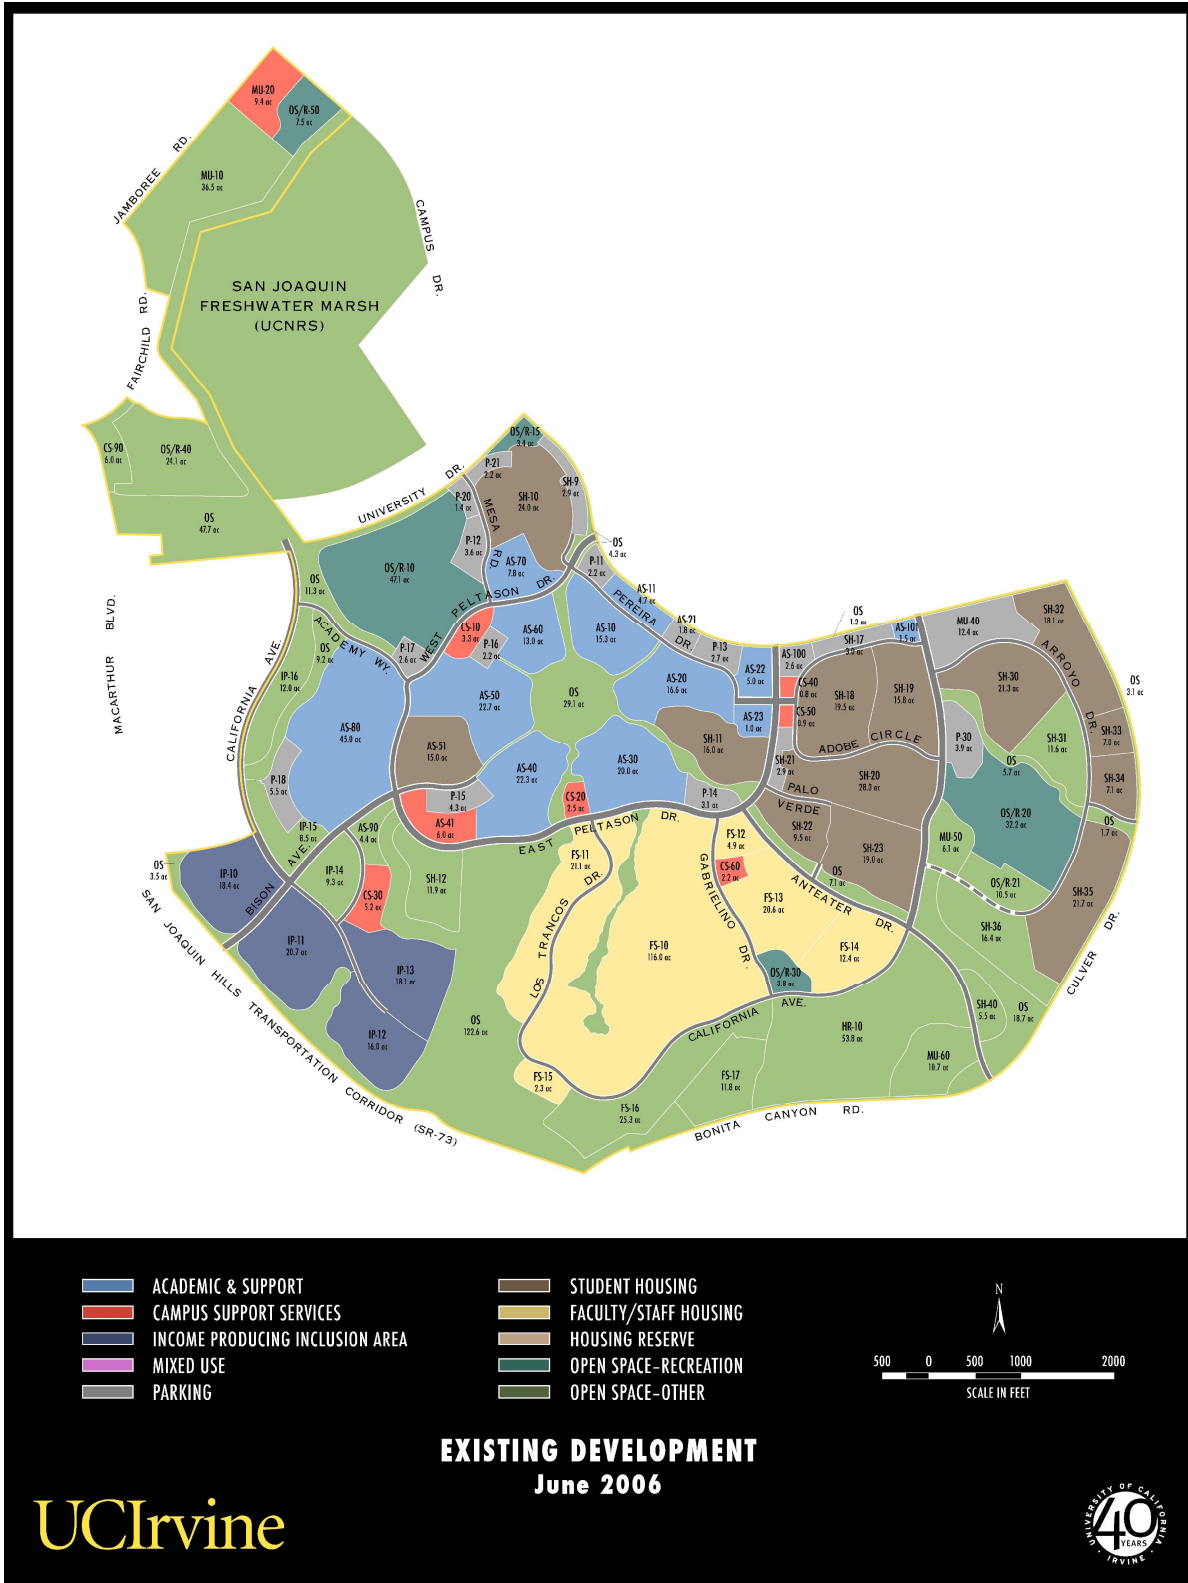 MU-20
9.4 ac
OS/R-50
7.5 ac
JAMBOREE RD.
MU-10
36.5 ac
CAMPUS DR.
SAN JOAQUIN
FRESHWATER MARSH
(UCNRS)
FAIRCHILD RD.
CS-90
6.0 ac
OS/R-40
24.1 ac
OS
47.7 ac
UNIVERSITY DR.
OS/R-15
3.4 ac
P-21
2.2 ac
SH-9
2.9 ac
P-20
1.4 ac
MESA RD.
SH-10
24.0 ac
P-12
3.6 ac
OS
4.3 ac
AS-70
7.8 ac
P-11
2.2 ac
OS/R-10
47.1 ac
OS
11.3 ac
WEST PELTASON DR.
AS-11
4.7 ac
PEREIRA DR.
AS-21
1.8 ac
MACARTHUR BLVD.
CALIFORNIA AVE.
ACADEMY WY.
OS
9.2 ac
CS-10
3.3 ac
P-16
2.2 ac
P-17
2.6 ac
AS-60
13.0 ac
AS-10
15.3 ac
P-13
2.7 ac
AS-22
5.0 ac
AS-100
2.6 ac
OS
1.2 ac
SH-17
3.0 ac
AS-101
1.5 ac
MU-40
12.4 ac
SH-32
18.1 ac
ARROYO DR.
IP-16
12.0 ac
AS-80
45.0 ac
AS-50
22.7 ac
OS
29.1 ac
AS-20
16.6 ac
AS-23
1.0 ac
CS-40
0.8 ac
CS-50
0.9 ac
SH-18
19.5 ac
SH-19
15.8 ac
SH-30
21.3 ac
OS
3.1 ac
SH-33
7.0 ac
SH-31
11.6 ac
P-30
3.9 ac
OS
5.7 ac
SH-34
7.1 ac
AS-51
15.0 ac
AS-40
22.3 ac
AS-30
20.0 ac
SH-11
16.0 ac
ADOBE CIRCLE
SH-21
2.9 ac
SH-20
28.3 ac
PALO VERDE
P-18
5.5 ac
P-15
4.3 ac
CS-20
2.5 ac
P-14
3.1 ac
OS/R-20
32.2 ac
OS
1.7 ac
IP-15
8.5 ac
AS-90
4.4 ac
AS-41
6.0 ac
EAST PELTASON DR.
FS-12
4.9 ac
SH-22
9.5 ac
SH-23
19.0 ac
MU-50
6.1 ac
OS
3.5 ac
IP-10
18.4 ac
BISON AVE.
IP-14
9.3 ac
CS-30
5.2 ac
SH-12
11.9 ac
FS-11
21.1 ac
LOS TRANCOS DR.
CS-60
2.2 ac
GABRIELINO DR.
FS-13
20.6 ac
ANTEATER DR.
OS
7.1 ac
OS/R-21
10.5 ac
SH-35
21.7 ac
SH-36
16.4 ac
CULVER DR.
SAN JOAQUIN HILLS TRANSPORTATION CORRIDOR (SR-73)
IP-11
20.7 ac
IP-13
18.1 ac
IP-12
16.0 ac
OS
122.6 ac
FS-10
116.0 ac
FS-14
12.4 ac
OS/R-30
3.8 ac
CALIFORNIA AVE.
HR-10
53.8 ac
SH-40
5.5 ac
OS
18.7 ac
MU-60
10.7 ac
FS-15
2.3 ac
FS-17
11.8 ac
FS-16
25.3 ac
BONITA CANYON RD.
ACADEMIC & SUPPORT
CAMPUS SUPPORT SERVICES
INCOME PRODUCING INCLUSION AREA
MIXED USE
PARKING
STUDENT HOUSING
FACULTY/STAFF HOUSING
HOUSING RESERVE
OPEN SPACE-RECREATION
OPEN SPACE-OTHER
N
500 0 500 1000 2000
SCALE IN FEET
EXISTING DEVELOPMENT
June 2006
UCIrvine
UNIVERSITY OF CALIFORNIA
40
YEARS
IRVINE